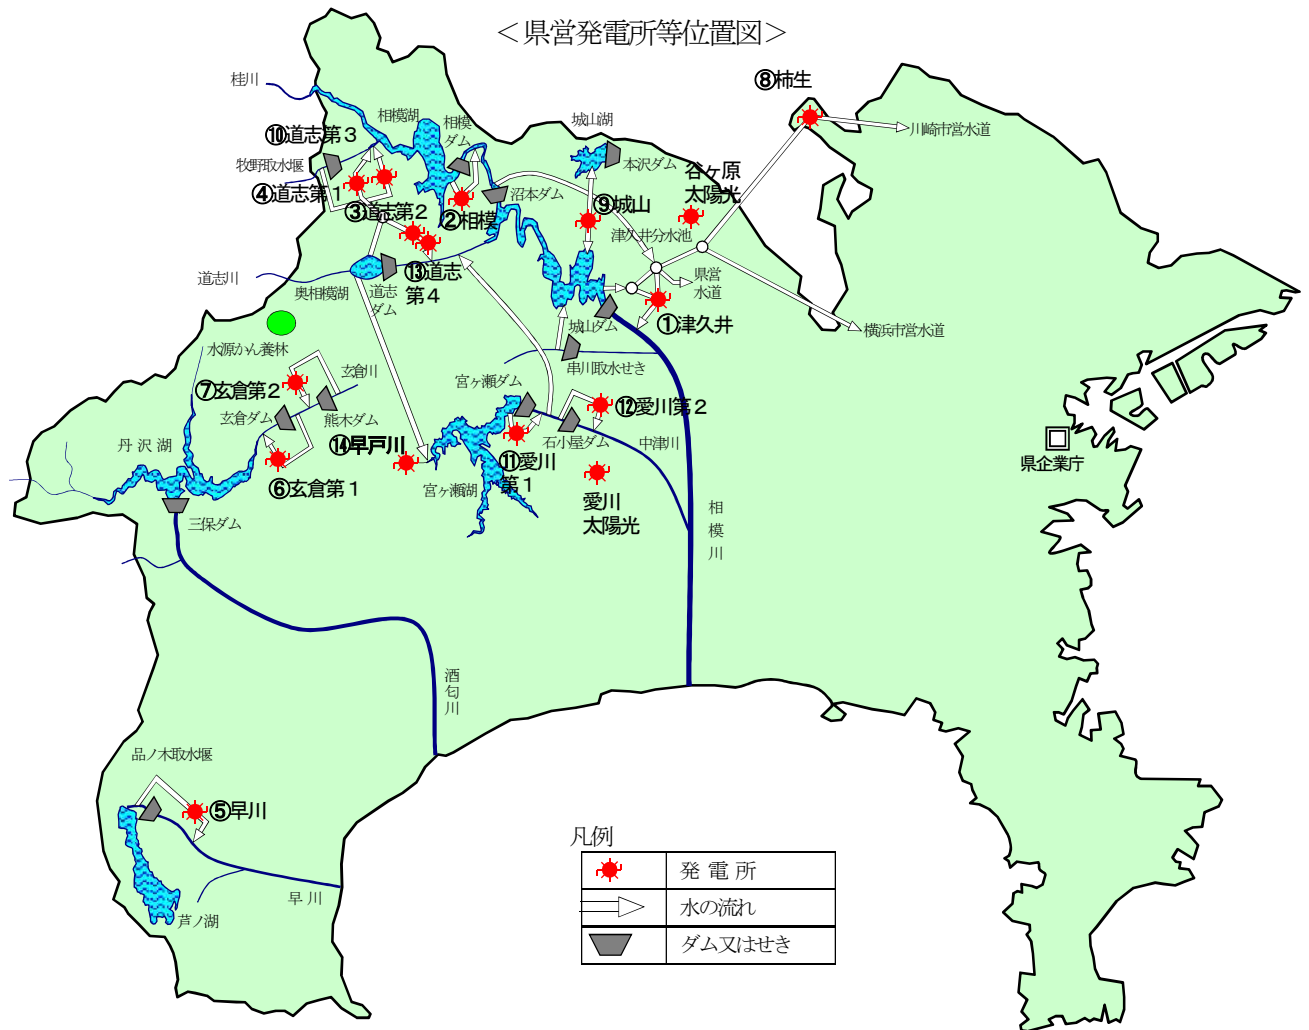 ＜県営発電所等位置図＞
⑧柿生
桂川
相模湖
相模
ダム
城山湖
川崎市営水道
⑩道志第３
牧野取水堰
本沢ダム
谷ヶ原
太陽光
④道志第１
沼本ダム
③道志第２
②相模
⑨城山
津久井分水池
道志川
奥相模湖
道志
ダム
⑬道志
第４
県営
水道
①津久井
城山ダム
横浜市営水道
水源かん養林
玄倉川
串川取水せき
⑦玄倉第２
宮ヶ瀬ダム
玄倉ダム
熊木ダム
⑫愛川第２
石小屋ダム
中津川
丹沢湖
⑭早戸川
⑪愛川
第１
県企業庁
⑥玄倉第１
宮ヶ瀬湖
愛川
太陽光
三保ダム
相模川
酒匂川
品ノ木取水堰
⑤早川
早川
芦ノ湖
凡例
発電所
水の流れ
ダム又はせき